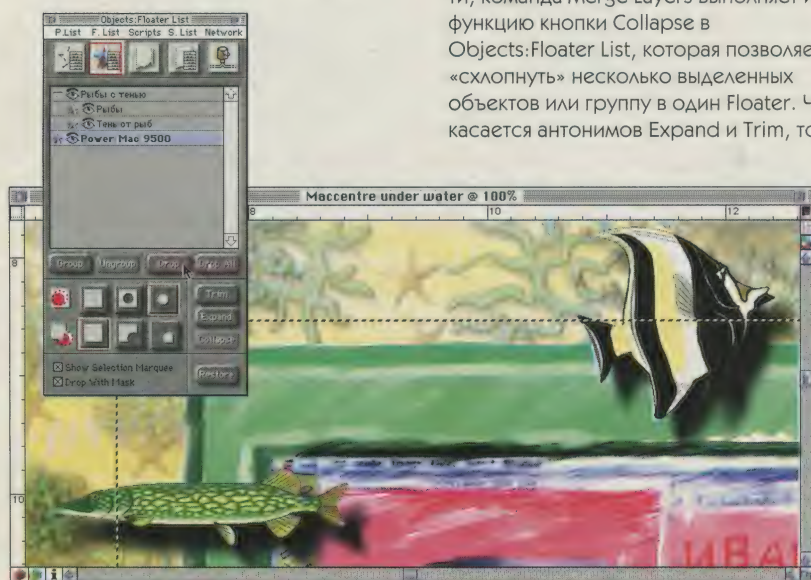 ти, команда Merge Layers выполняет
функцию кнопки Collapse в
Objects:Floater List, которая позволяе
«схлопнуть» несколько выделенных
объектов или группу в один Floater. Ч
касается антонимов Expand и Trim, то
Objects:Floater List
P. List F. List Scripts S. List Network
Рыбы с тенью
Рыбы
Тень от рыб
Power Mac 9500
Group Ungroup Drop Drop All
Trim
Expand
Collapse
Show Selection Marquee
Drop With Mask
Restore
Maccentre under water @ 100%
8 10 12
8
10
ИВА